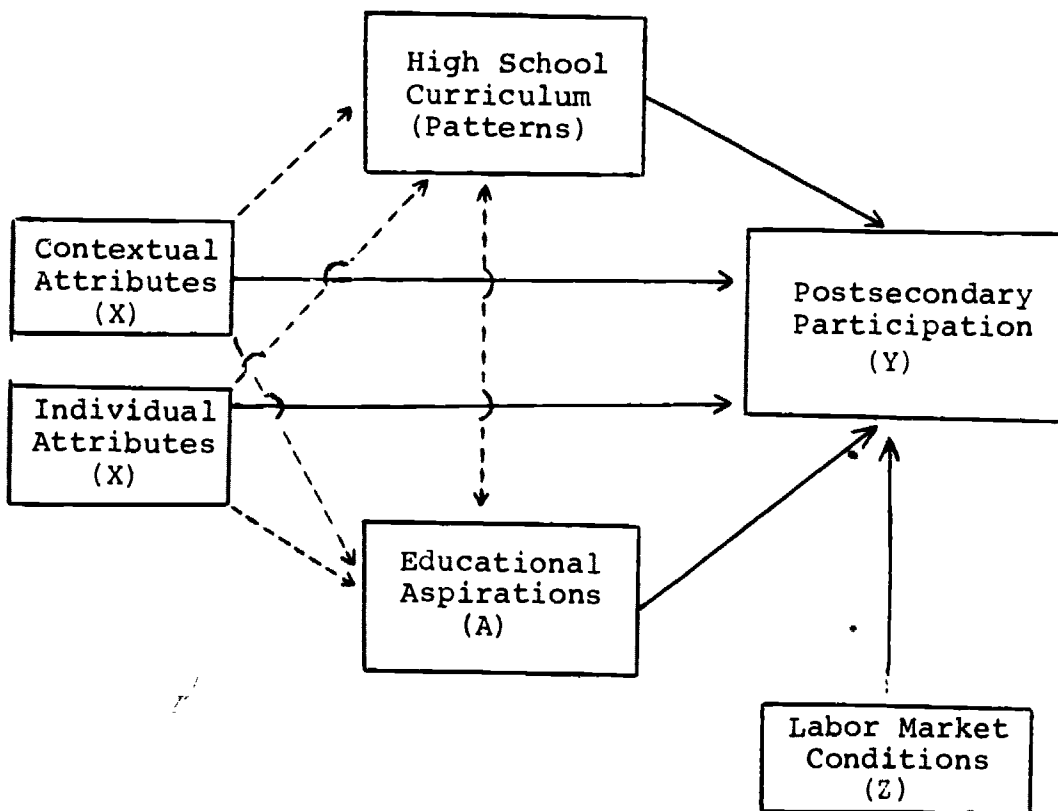 High School
Curriculum
(Patterns)
Contextual
Attributes
(X)
Postsecondary
Participation
(Y)
Individual
Attributes
(X)
Educational
Aspirations
(A)
Labor Market
Conditions
(Z)